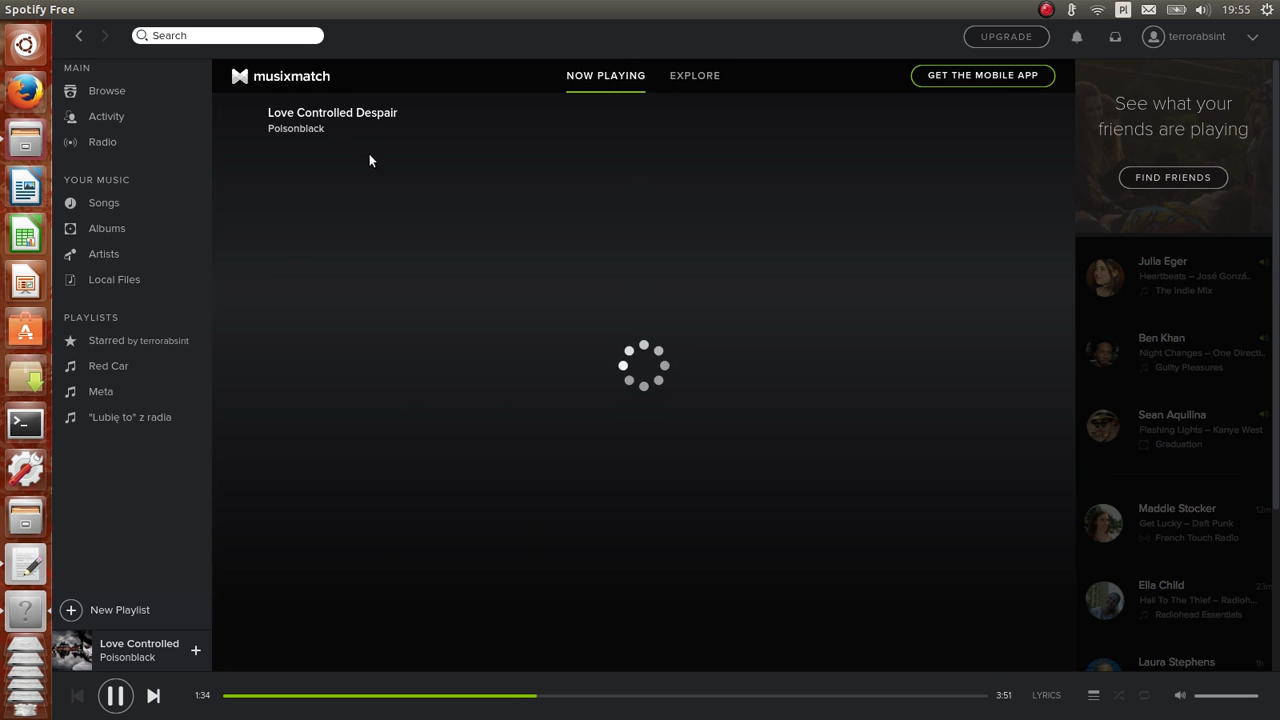 Spotify Free
Pl
19:55
Search
UPGRADE
terrorabsint
MAIN
Browse
Activity
Radio
YOUR MUSIC
Songs
Albums
Artists
Local Files
PLAYLISTS
Starred by terrorabsint
Red Car
Meta
"Lubię to" z radia
New Playlist
Love Controlled
Poisonblack
musixmatch
NOW PLAYING
EXPLORE
GET THE MOBILE APP
Love Controlled Despair
Poisonblack
See what your
friends are playing
FIND FRIENDS
Julia Eger
Heartbeats – José Gonzá..
The Indie Mix
Ben Khan
Night Changes – One Directi..
Guilty Pleasures
Sean Aquilina
Flashing Lights – Kanye West
Graduation
Maddie Stocker
12m
Get Lucky – Daft Punk
French Touch Radio
Ella Child
23m
Hail To The Thief – Radioh...
Radiohead Essentials
Laura Stephens
1h
1:34
3:51
LYRICS